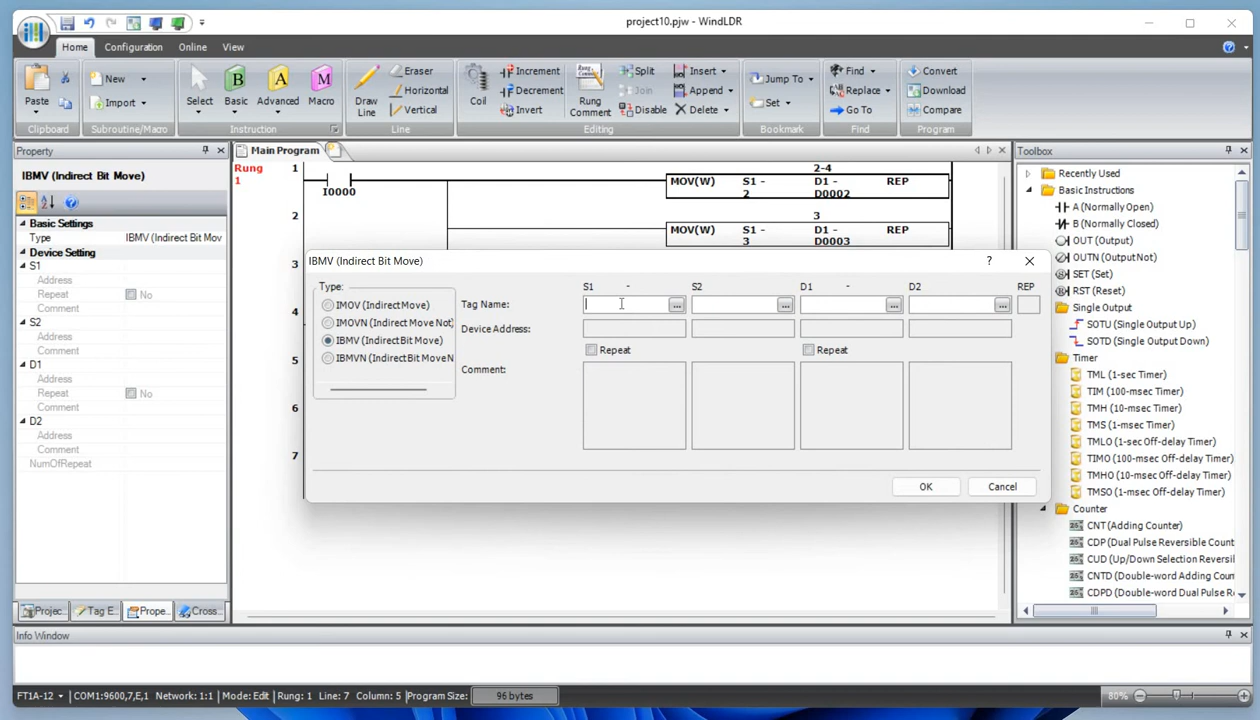 project10.pjw - WindLDR
Home
Configuration
Online
View
Paste
Clipboard
New
Import
Subroutine/Macro
Select
Basic
Advanced
Macro
Instruction
Draw
Line
Eraser
Horizontal
Vertical
Line
Coil
Increment
Decrement
Invert
Rung
Comment
Split
Join
Disable
Editing
Insert
Append
Delete
Jump To
Set
Bookmark
Find
Replace
Go To
Find
Convert
Download
Compare
Program
Property
IBMV (Indirect Bit Move)
Basic Settings
Type IBMV (Indirect Bit Mov
Device Setting
S1
Address
Repeat No
Comment
S2
Address
Comment
D1
Address
Repeat No
Comment
D2
Address
Comment
NumOfRepeat
Projec
Tag E
Prope
Cross
Main Program
Rung
1
1
2
3
4
5
6
7
I0000
2-4
MOV(W) S1 - D1 - REP
2 D0002
3
MOV(W) S1 - D1 - REP
3 D0003
IBMV (Indirect Bit Move)
Type:
IMOV (Indirect Move)
IMOVN (Indirect Move Not)
IBMV (Indirect Bit Move)
IBMVN (Indirect Bit Move N
S1 - S2 D1 - D2 REP
Tag Name:
Device Address:
Repeat Repeat
Comment:
OK
Cancel
Toolbox
Recently Used
Basic Instructions
A (Normally Open)
B (Normally Closed)
OUT (Output)
OUTN (Output Not)
SET (Set)
RST (Reset)
Single Output
SOTU (Single Output Up)
SOTD (Single Output Down)
Timer
TML (1-sec Timer)
TIM (100-msec Timer)
TMH (10-msec Timer)
TMS (1-msec Timer)
TMLO (1-sec Off-delay Timer)
TIMO (100-msec Off-delay Timer)
TMHO (10-msec Off-delay Timer)
TMSO (1-msec Off-delay Timer)
Counter
CNT (Adding Counter)
CDP (Dual Pulse Reversible Count
CUD (Up/Down Selection Reversil
CNTD (Double-word Adding Coun
CDPD (Double-word Dual Pulse Re
Info Window
FT1A-12 COM1:9600,7,E,1 Network: 1:1 Mode: Edit Rung: 1 Line: 7 Column: 5 Program Size: 96 bytes 80%